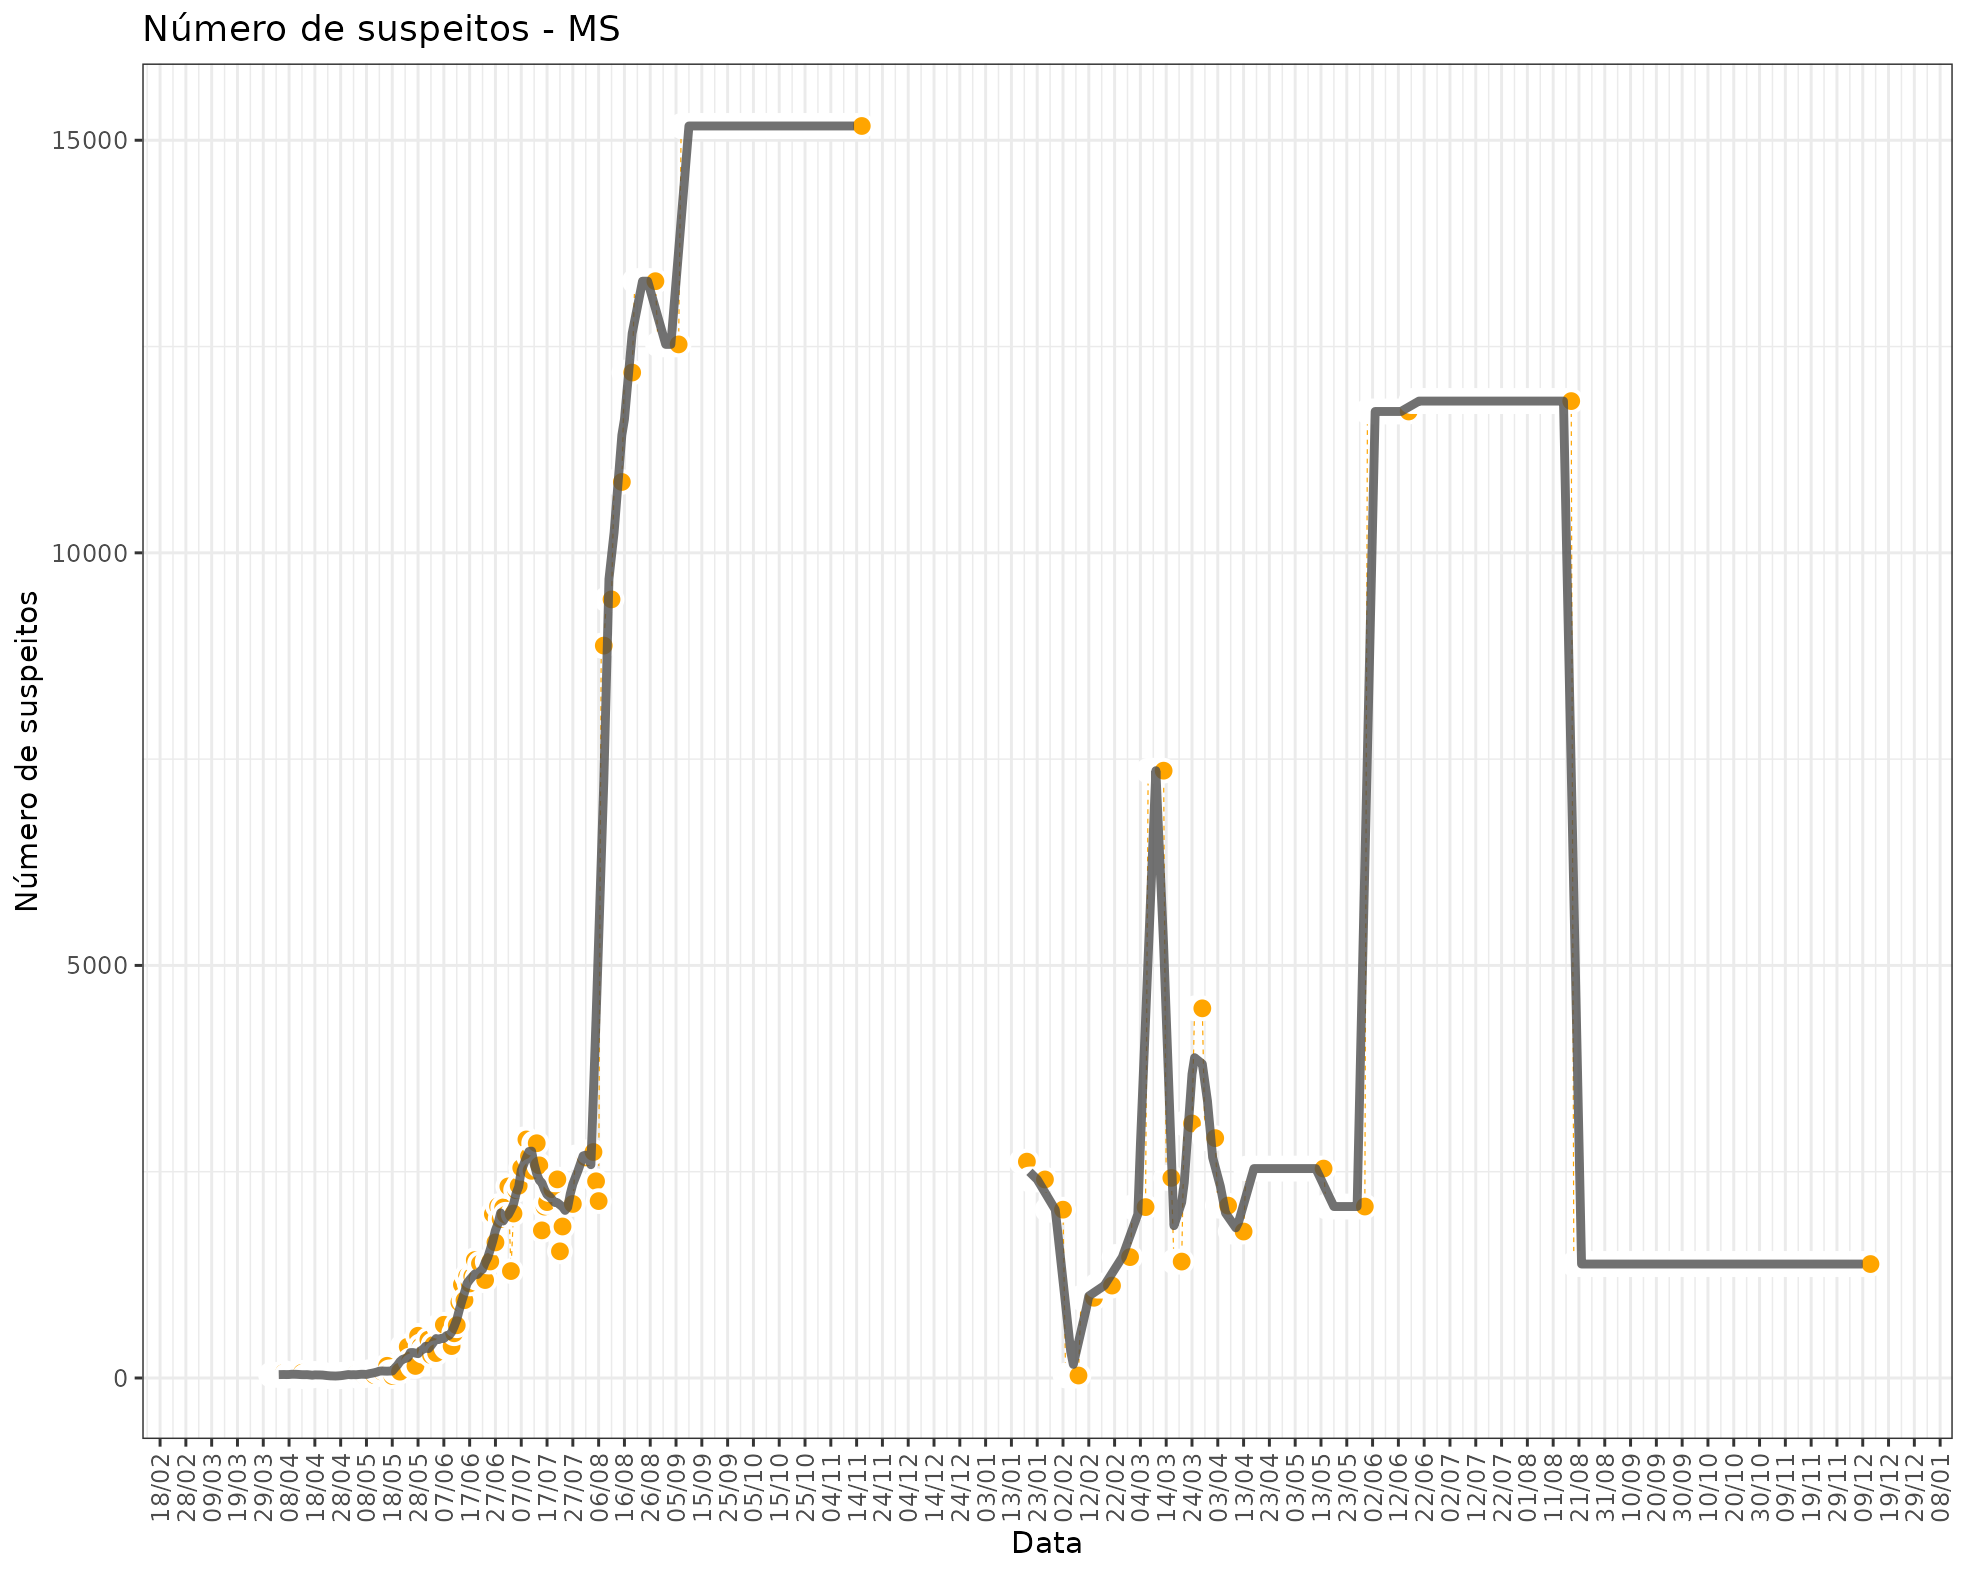 Número de suspeitos - MS
Número de suspeitos
15000
10000
5000
0
18/02 28/02 09/03 19/03 29/03 08/04 18/04 28/04 08/05 18/05 28/05 07/06 17/06 27/06 07/07 17/07 27/07 06/08 16/08 26/08 05/09 15/09 25/09 05/10 15/10 25/10 04/11 14/11 24/11 04/12 14/12 24/12 03/01 13/01 23/01 02/02 12/02 22/02 04/03 14/03 24/03 03/04 13/04 23/04 03/05 13/05 23/05 02/06 12/06 22/06 02/07 12/07 22/07 01/08 11/08 21/08 31/08 10/09 20/09 30/09 10/10 20/10 30/10 09/11 19/11 29/11 09/12 19/12 29/12 08/01
Data